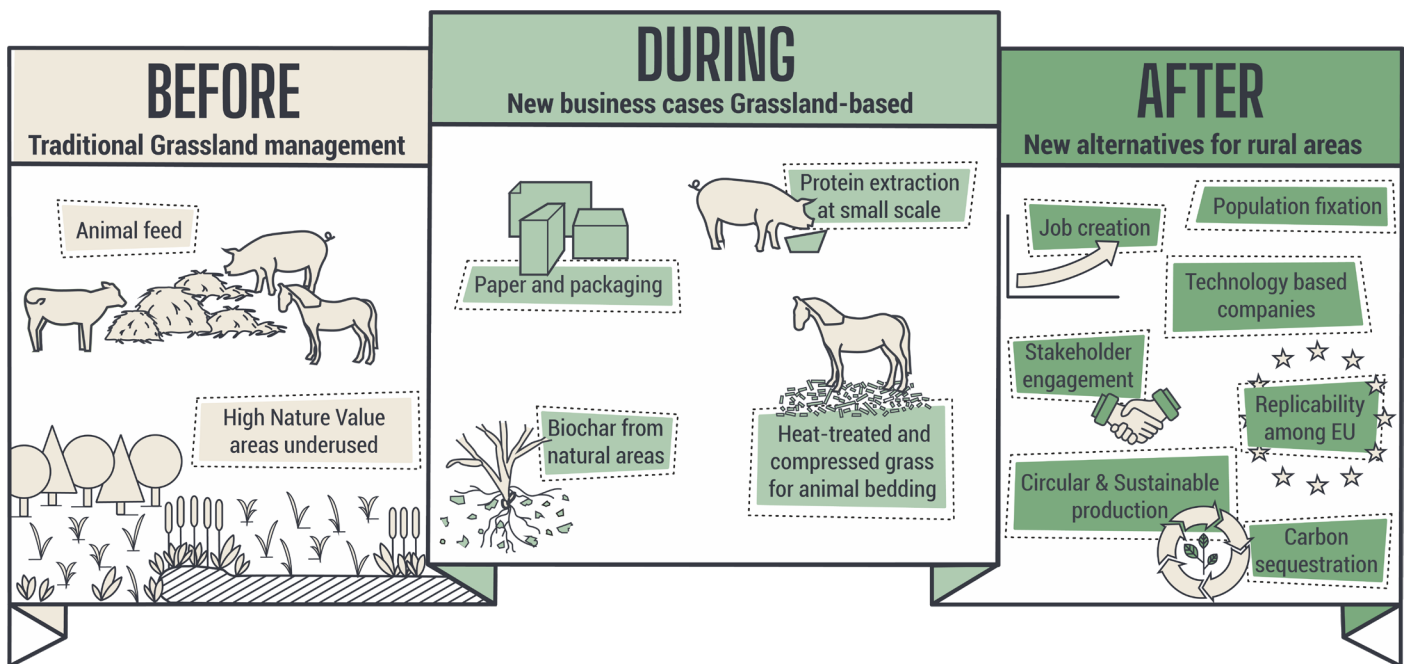 BEFORE
Traditional Grassland management
Animal feed
High Nature Value
areas underused
DURING
New business cases Grassland-based
Paper and packaging
Protein extraction
at small scale
Biochar from
natural areas
Heat-treated and
compressed grass
for animal bedding
AFTER
New alternatives for rural areas
Job creation
Population fixation
Technology based
companies
Stakeholder
engagement
Replicability
among EU
Circular & Sustainable
production
Carbon
sequestration